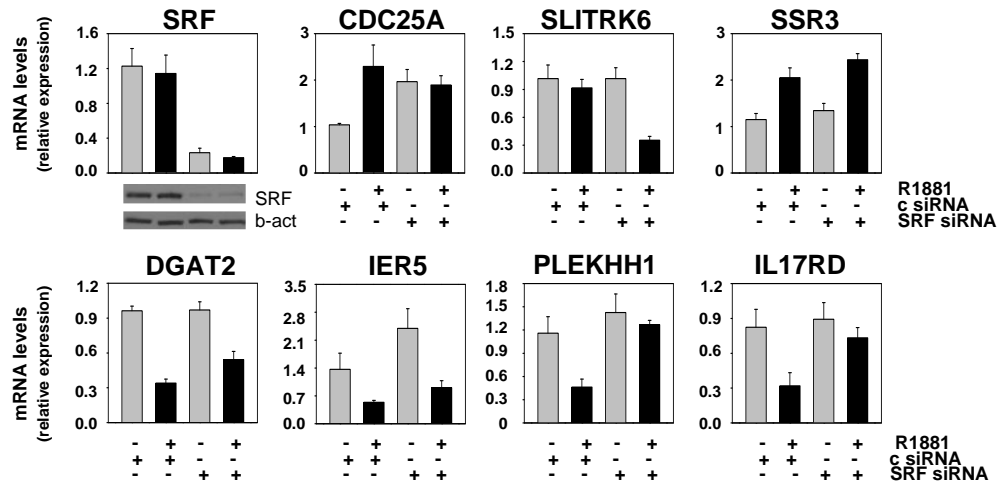 SRF CDC25A SLITRK6 SSR3
mRNA levels
(relative expression)
1.6 3 1.5 3
1.2 1.2
2 0.9 2
0.8
0.6
1 1
0.4 0.3
0.0 0 0.0 0
SRF - + - + - + - + - + - + R1881
+ + - - + + - - + + - - c siRNA
b-act - - + + - - + + - - + + SRF siRNA
DGAT2 IER5 PLEKHH1 IL17RD
mRNA levels
(relative expression)
1.2 3.5 1.8 1.2
2.8 1.5
0.9 0.9
2.1 1.2
0.6 0.9 0.6
1.4
0.6
0.3 0.7 0.3 0.3
0.0 0.0 0 0.0
- + - + - + - + - + - + - + - + R1881
+ + - - + + - - + + - - + + - - c siRNA
- - + + - - + + - - + + - - + + SRF siRNA